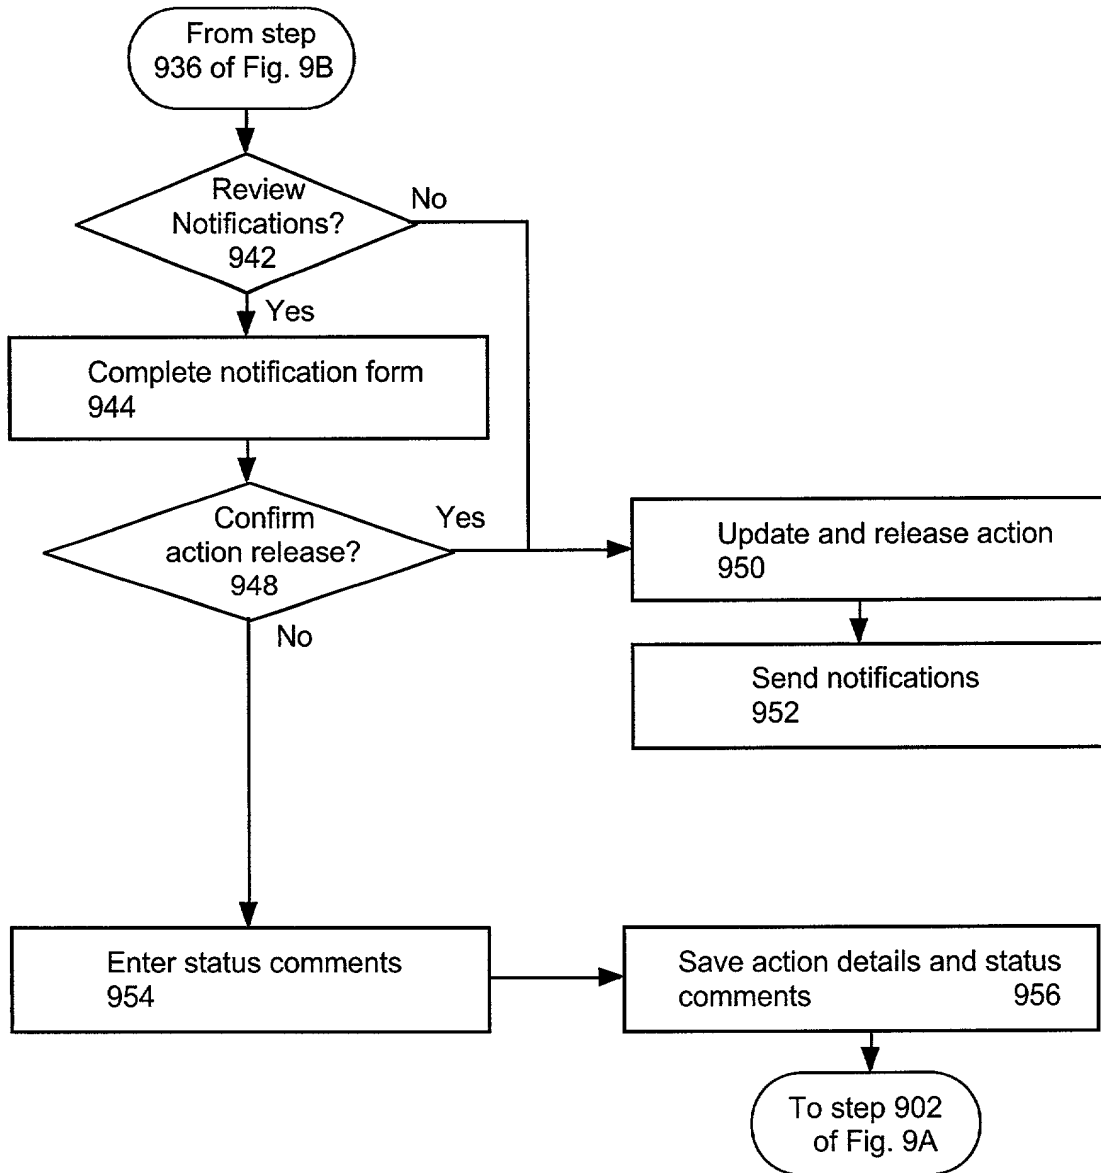 From step
936 of Fig. 9B
Review
Notifications?
942
No
Yes
Complete notification form
944
Confirm
action release?
948
Yes
No
Update and release action
950
Send notifications
952
Enter status comments
954
Save action details and status
comments 956
To step 902
of Fig. 9A